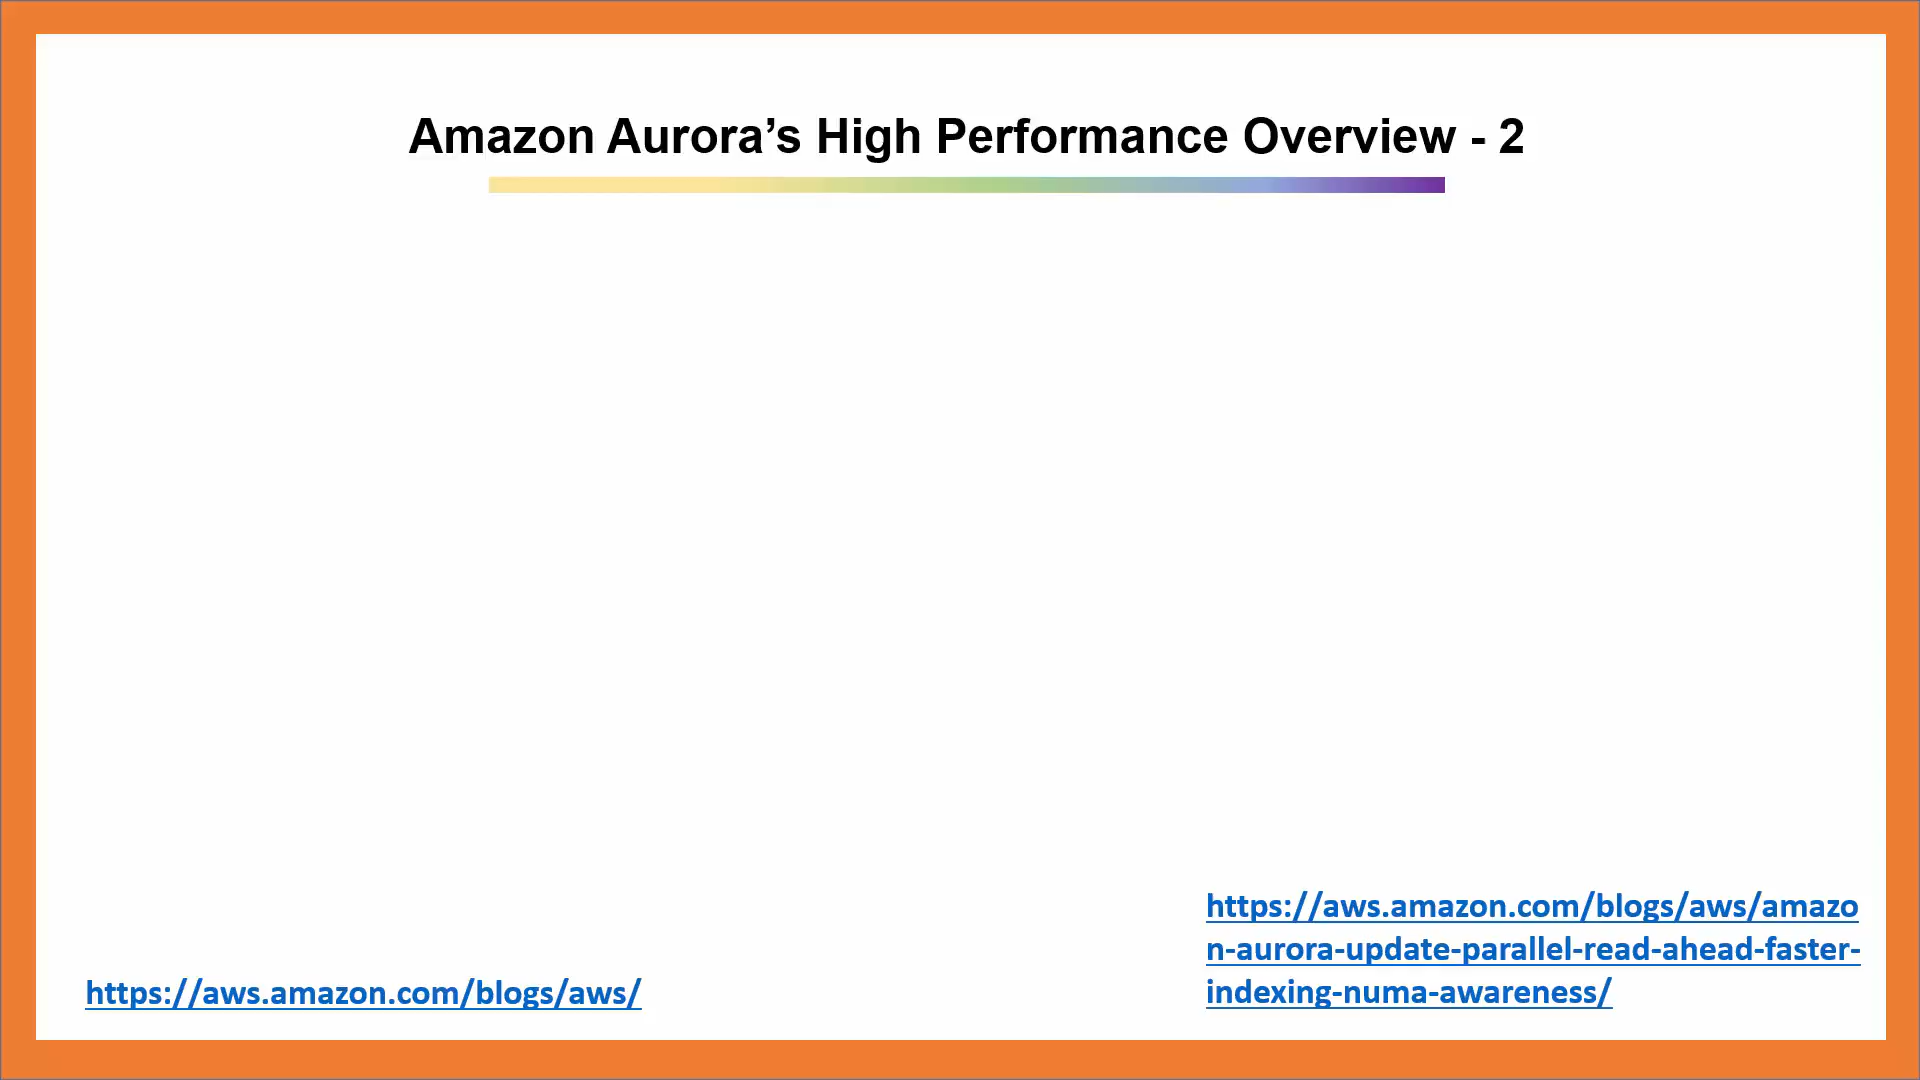 Amazon Aurora’s High Performance Overview - 2
https://aws.amazon.com/blogs/aws/
https://aws.amazon.com/blogs/aws/amazo
n-aurora-update-parallel-read-ahead-faster-
indexing-numa-awareness/